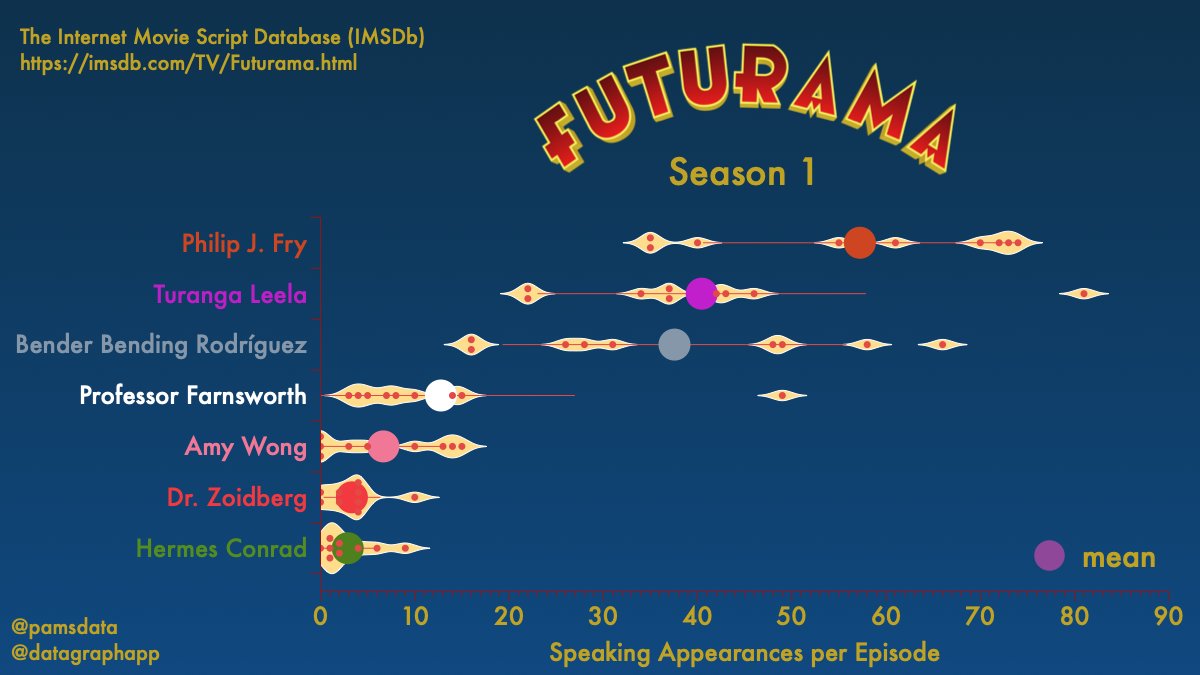 The Internet Movie Script Database (IMSDb)
https://imsdb.com/TV/Futurama.html
FUTURAMA
Season 1
Philip J. Fry
Turanga Leela
Bender Bending Rodríguez
Professor Farnsworth
Amy Wong
Dr. Zoidberg
Hermes Conrad
mean
0 10 20 30 40 50 60 70 80 90
Speaking Appearances per Episode
@pamsdata
@datagraphapp